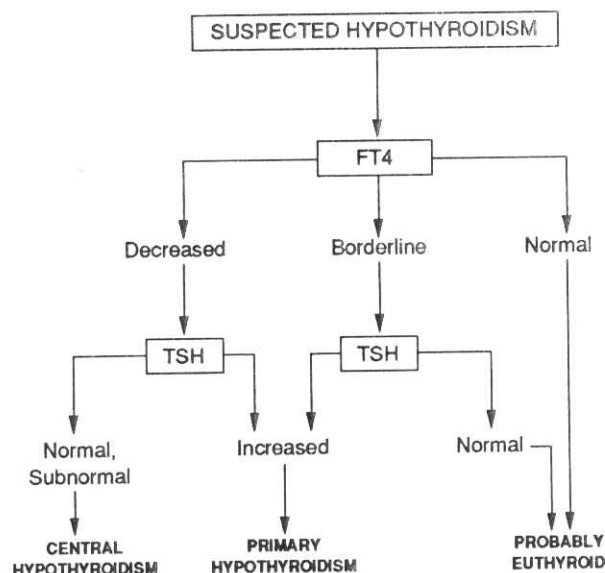 SUSPECTED HYPOTHYROIDISM
FT4
Decreased
Borderline
Normal
TSH
TSH
Normal,
Subnormal
Increased
Normal
CENTRAL
HYPOTHYROIDISM
PRIMARY
HYPOTHYROIDISM
PROBABLY
EUTHYROID